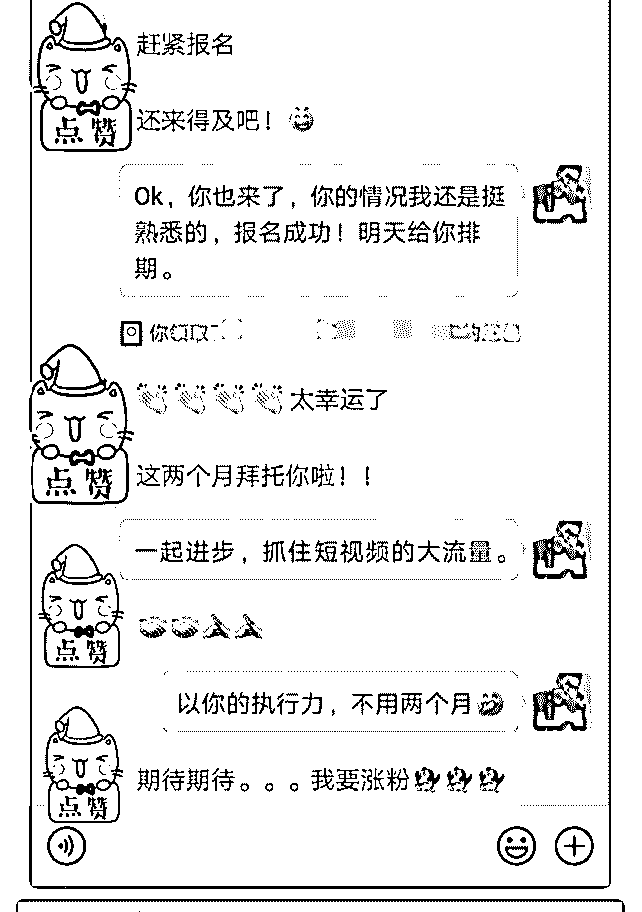 赶紧报名
点赞
还来得及吧！
Ok，你也来了，你的情况我还是挺
熟悉的，报名成功！明天给你排
期。
太幸运了
点赞
这两个月拜托你啦！！
一起进步，抓住短视频的大流量。
点赞
以你的执行力，不用两个月
期待期待。。。我要涨粉
点赞